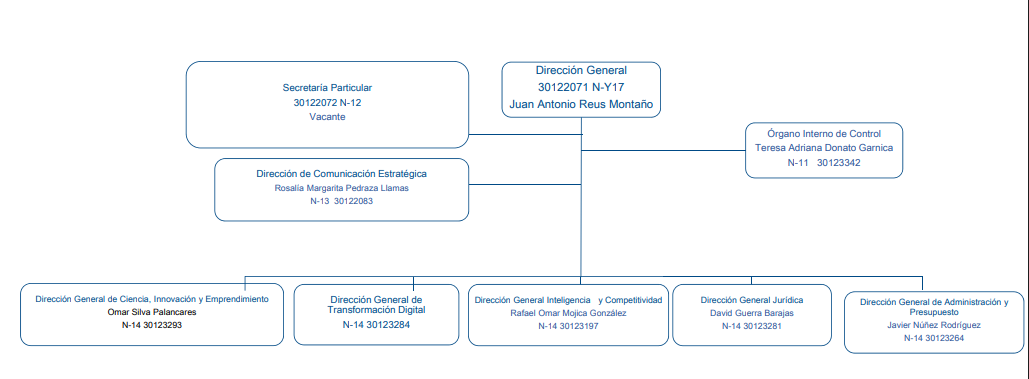 Dirección General
30122071 N-Y17
Juan Antonio Reus Montaño
Secretaría Particular
30122072 N-12
Vacante
Órgano Interno de Control
Teresa Adriana Donato Garnica
N-11 30123342
Dirección de Comunicación Estratégica
Rosalía Margarita Pedraza Llamas
N-13 30122083
Dirección General de Ciencia, Innovación y Emprendimiento
Omar Silva Palancares
N-14 30123293
Dirección General de
Transformación Digital
N-14 30123284
Dirección General Inteligencia y Competitividad
Rafael Omar Mojica González
N-14 30123197
Dirección General Jurídica
David Guerra Barajas
N-14 30123281
Dirección General de Administración y
Presupuesto
Javier Núñez Rodríguez
N-14 30123264